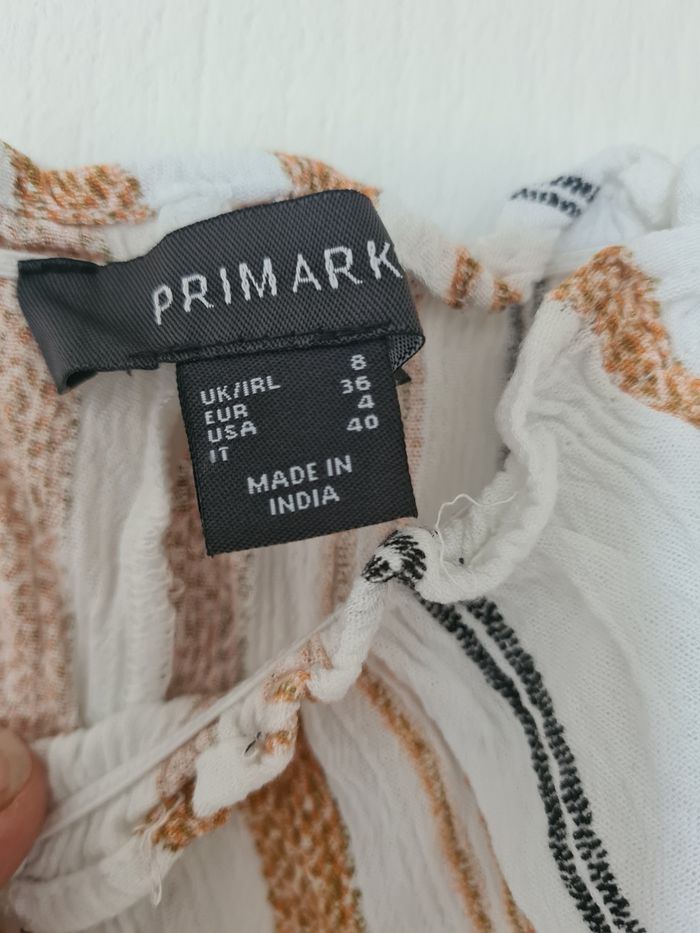 PRIMARK
UK/IRL 8
EUR 36
USA 4
IT 40
MADE IN
INDIA